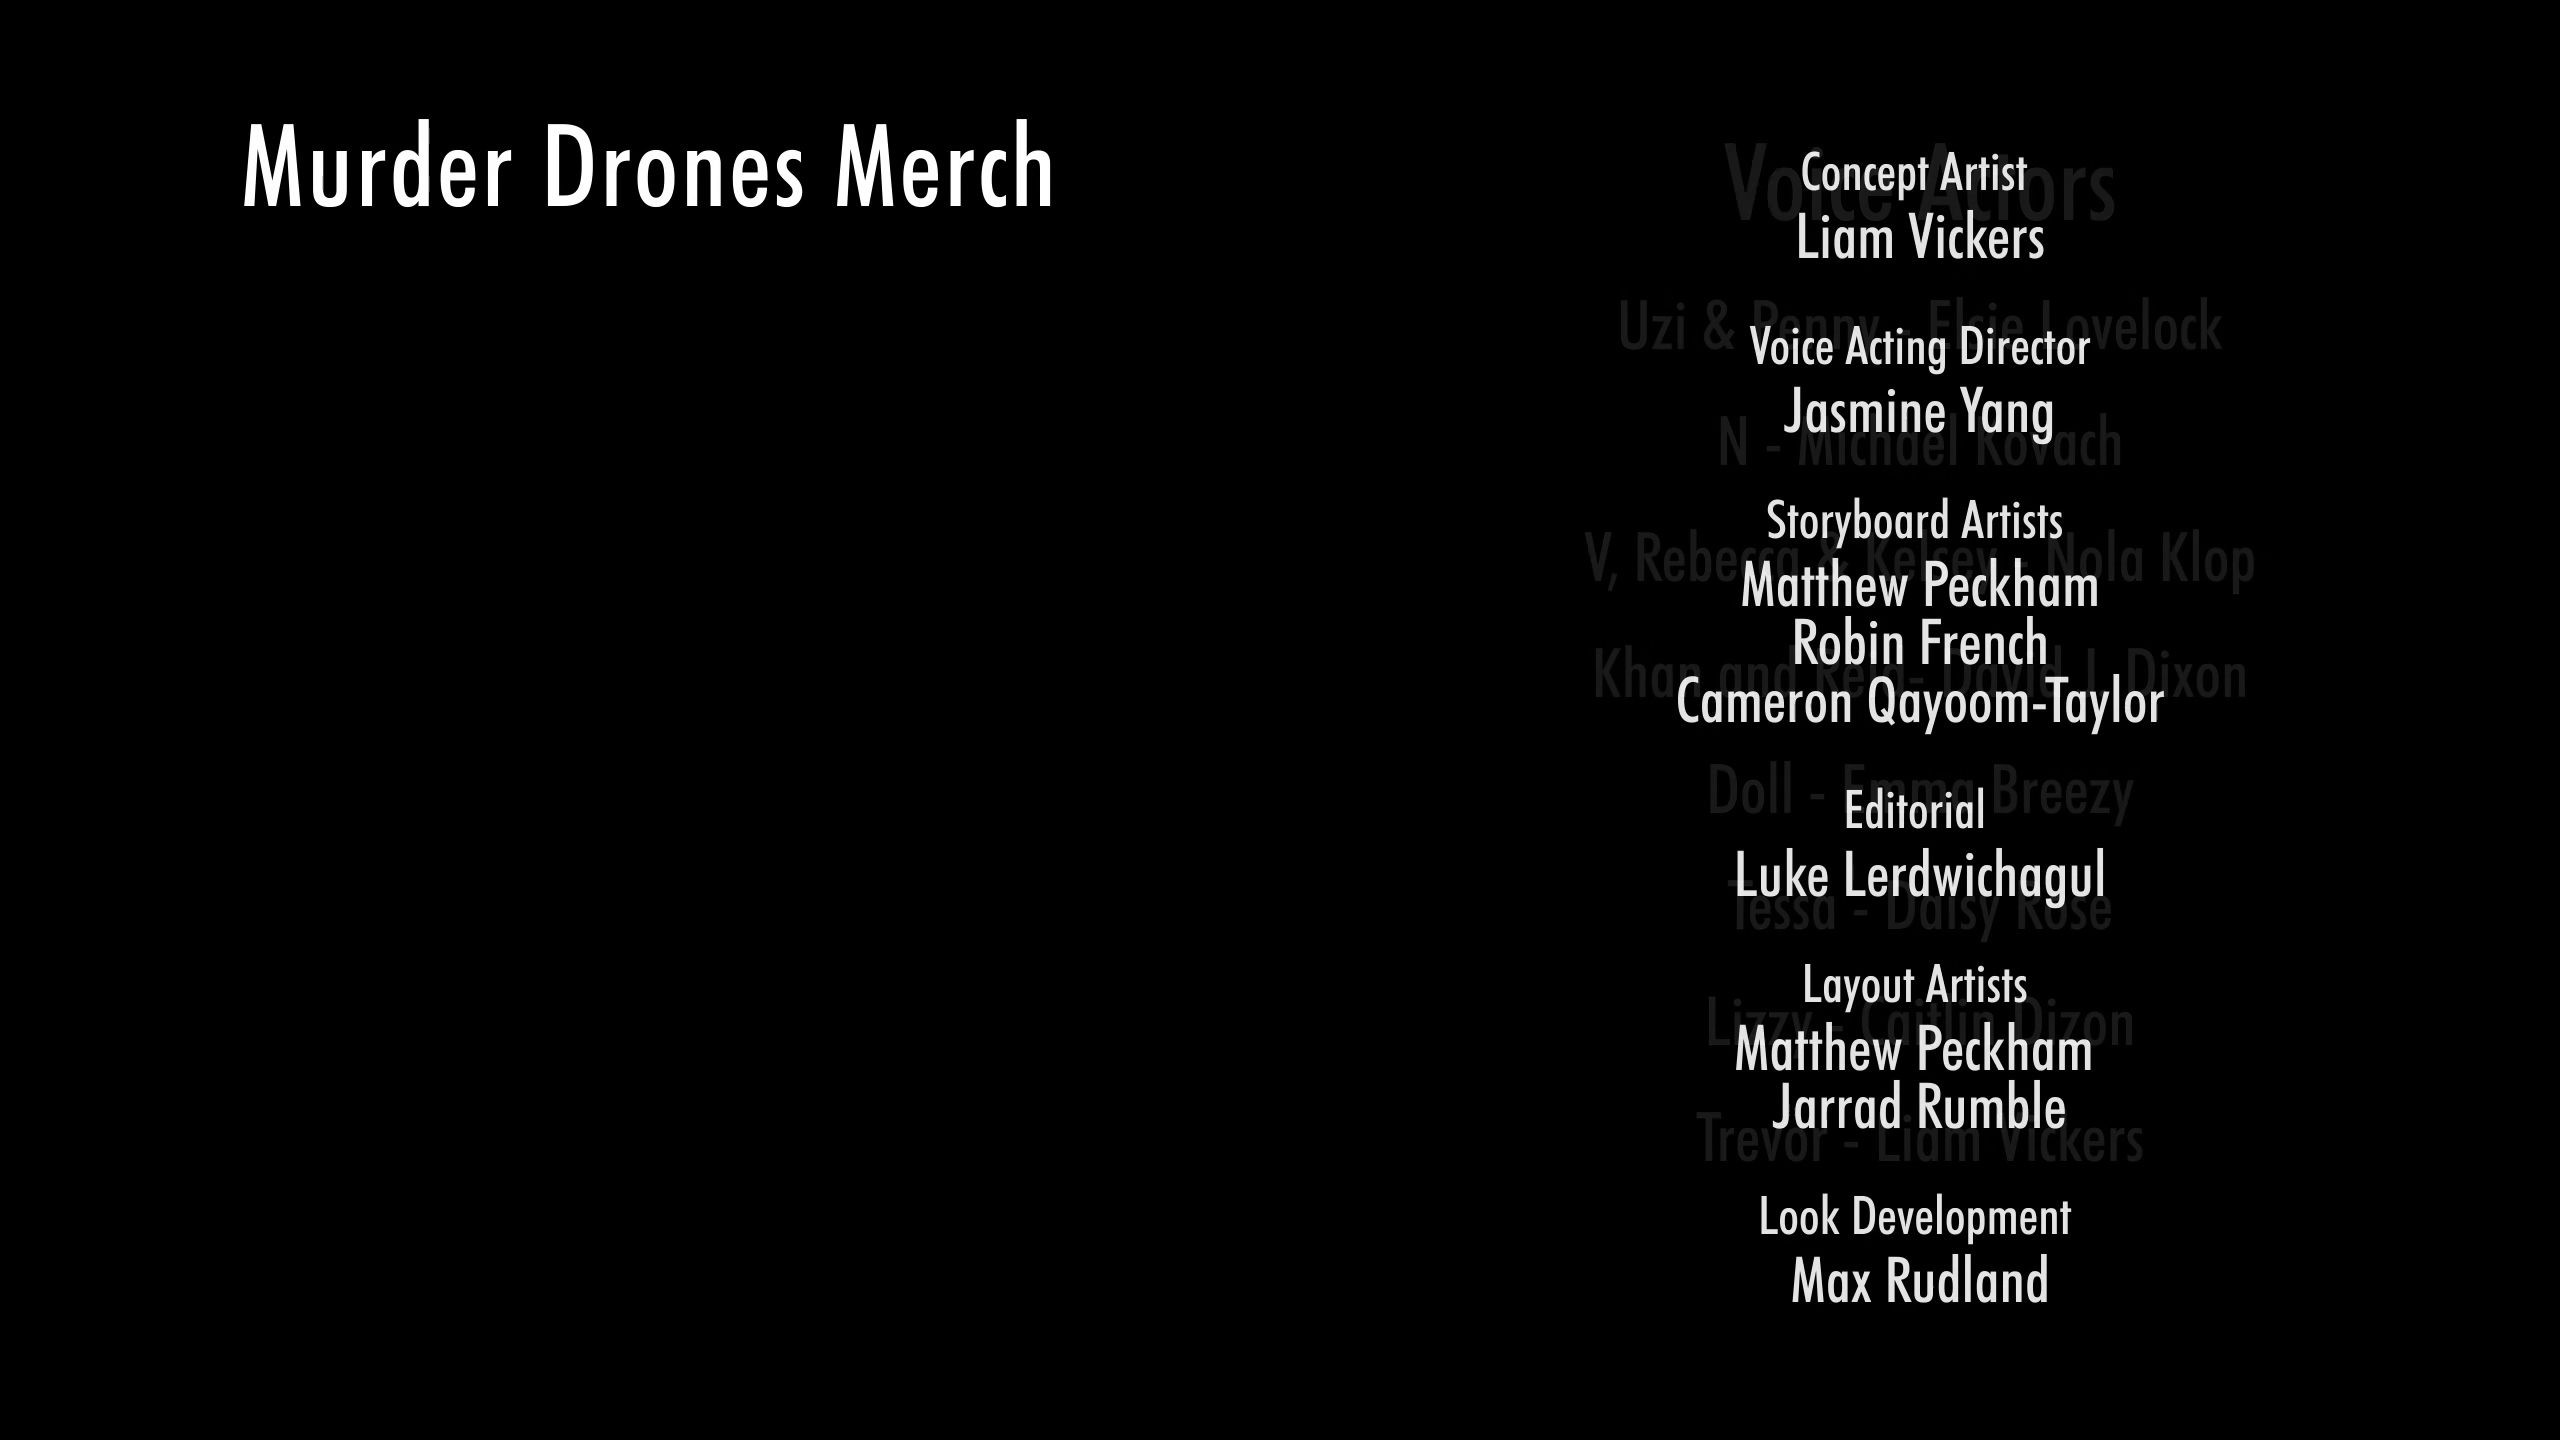 Murder Drones Merch
Concept Artist
Liam Vickers
Voice Acting Director
Jasmine Yang
Storyboard Artists
Matthew Peckham
Robin French
Cameron Qayoom-Taylor
Editorial
Luke Lerdwichagul
Layout Artists
Matthew Peckham
Jarrad Rumble
Look Development
Max Rudland
Voice Actors
Uzi & Penny - Elsie Lovelock
N - Michael Kovach
V, Rebecca & Kelsey - Nola Klop
Khan and Reid- David J. Dixon
Doll - Emma Breezy
Tessa - Daisy Rose
Lizzy - Caitlin Dizon
Trevor - Liam Vickers